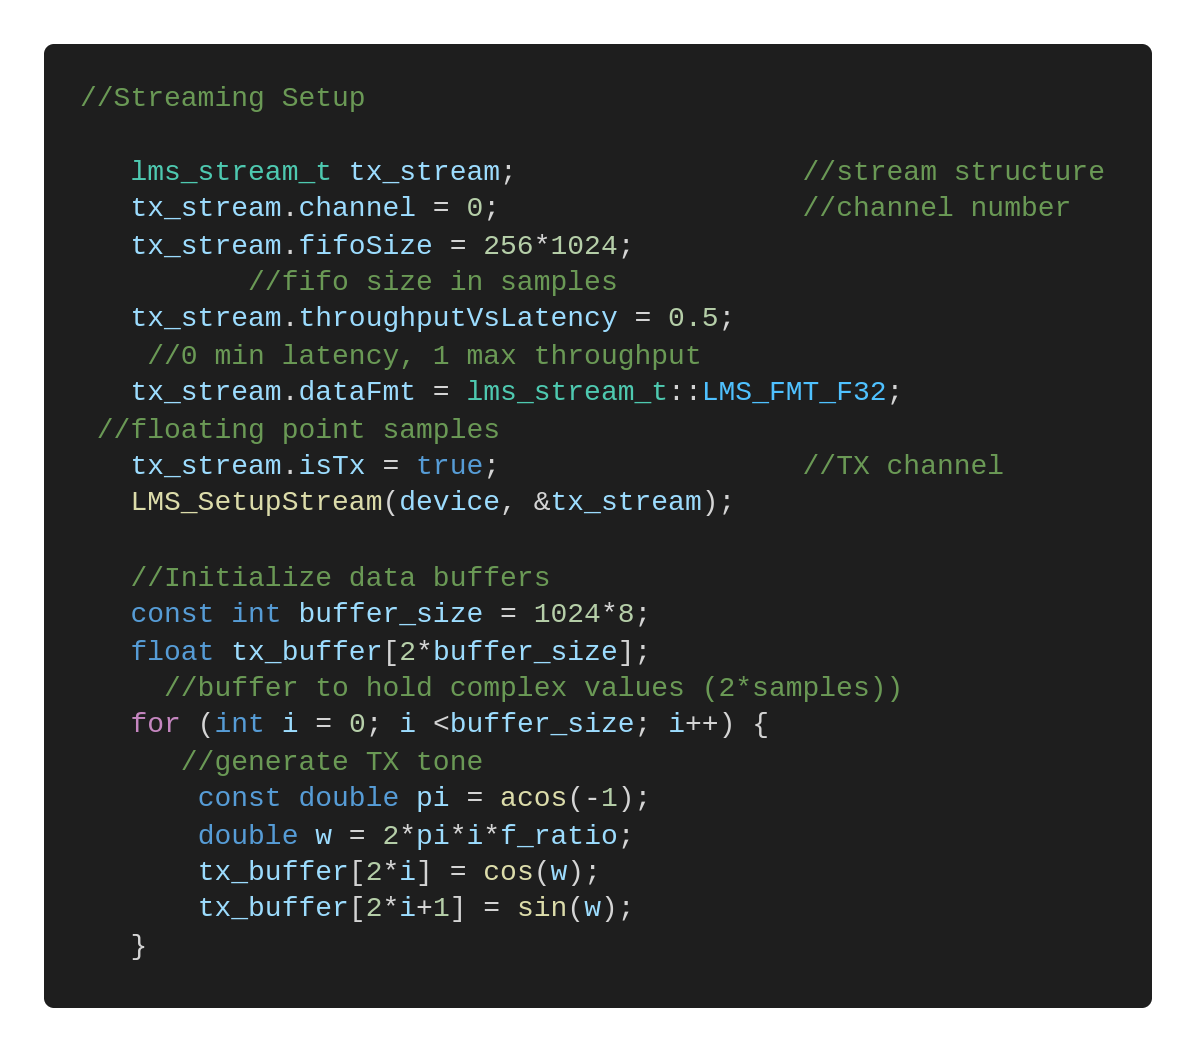 //Streaming Setup
lms_stream_t tx_stream;                 //stream structure
tx_stream.channel = 0;                  //channel number
tx_stream.fifoSize = 256*1024;
//fifo size in samples
tx_stream.throughputVsLatency = 0.5;
//0 min latency, 1 max throughput
tx_stream.dataFmt = lms_stream_t::LMS_FMT_F32;
//floating point samples
tx_stream.isTx = true;                  //TX channel
LMS_SetupStream(device, &tx_stream);
//Initialize data buffers
const int buffer_size = 1024*8;
float tx_buffer[2*buffer_size];
//buffer to hold complex values (2*samples))
for (int i = 0; i <buffer_size; i++) {
//generate TX tone
const double pi = acos(-1);
double w = 2*pi*i*f_ratio;
tx_buffer[2*i] = cos(w);
tx_buffer[2*i+1] = sin(w);
}